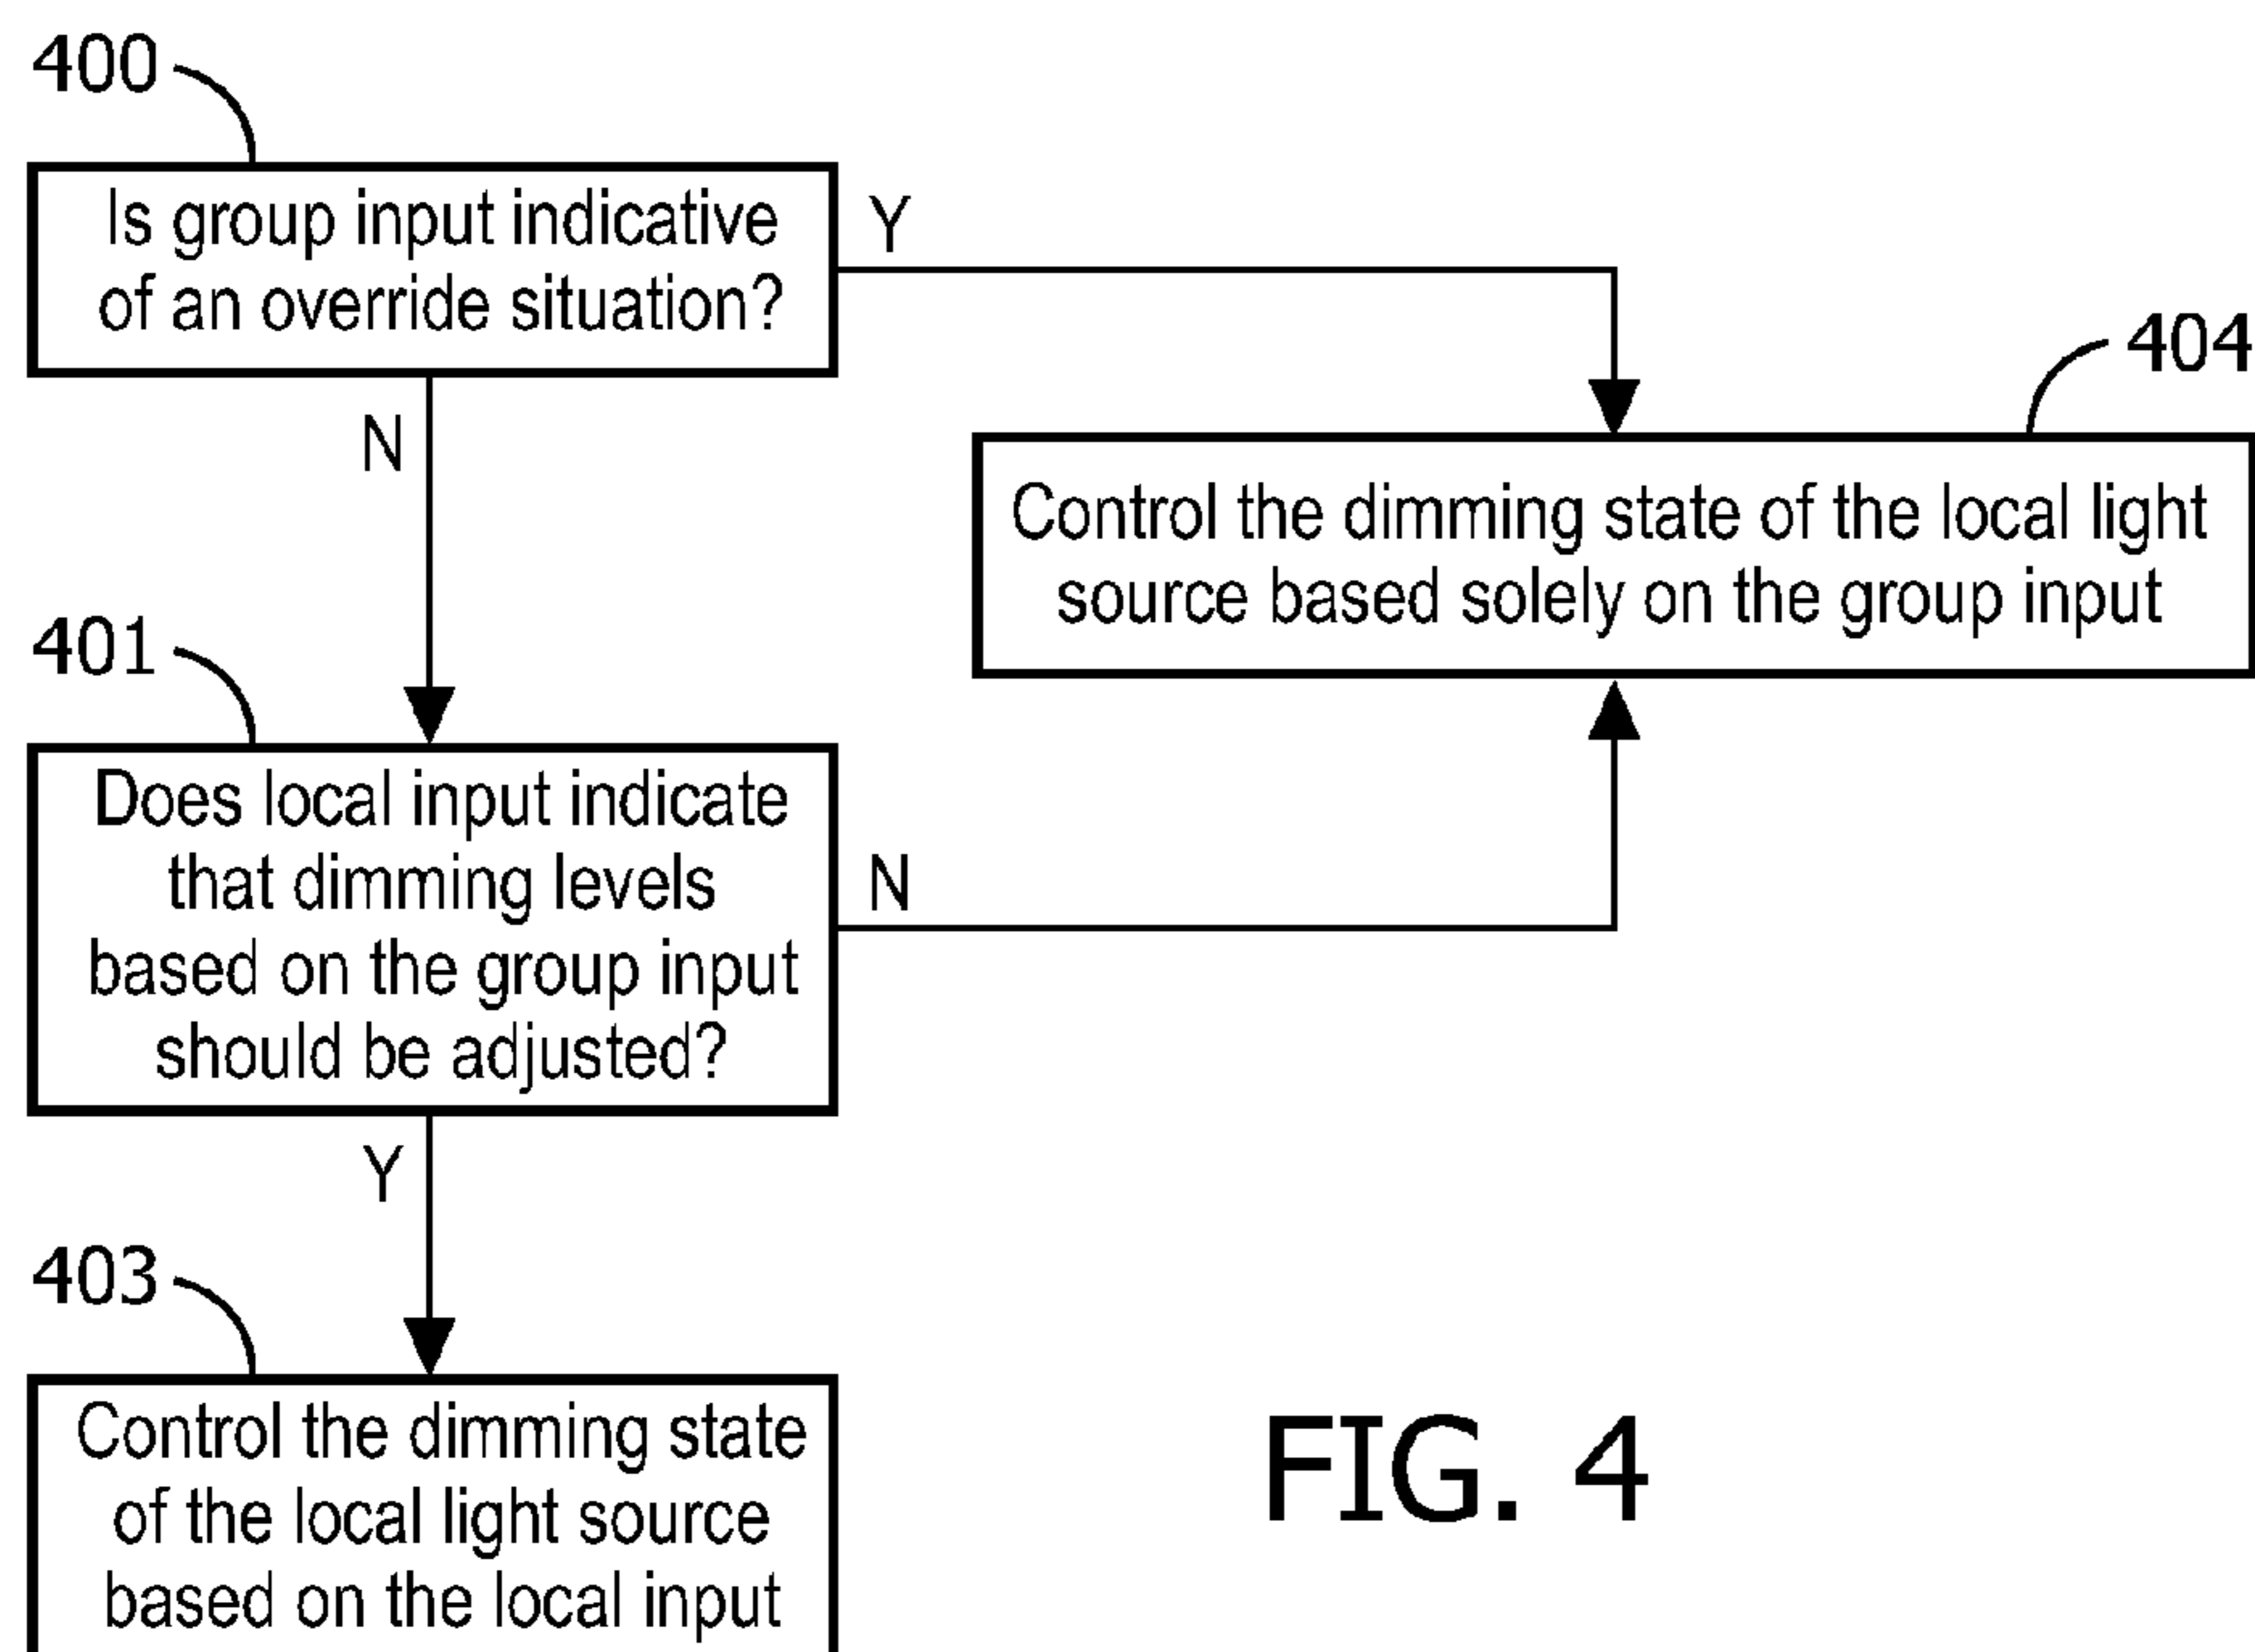 400
Is group input indicative
of an override situation?
Y
N
404
Control the dimming state of the local light
source based solely on the group input
401
Does local input indicate
that dimming levels
based on the group input
should be adjusted?
N
Y
403
Control the dimming state
of the local light source
based on the local input
FIG. 4